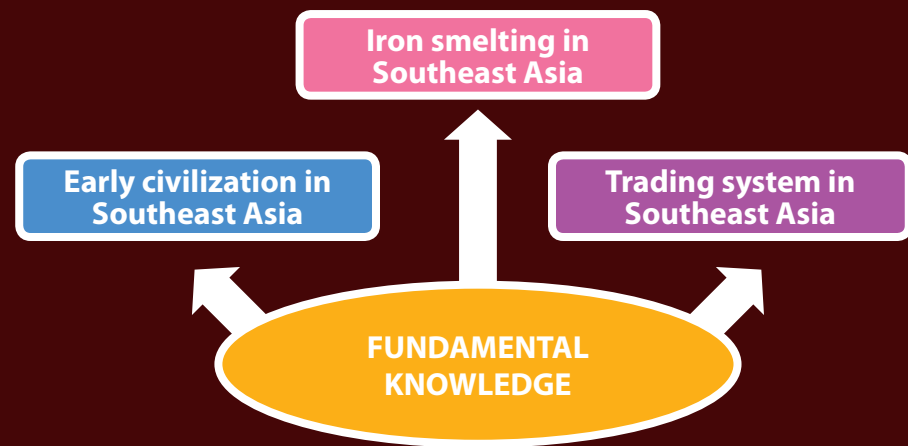 Iron smelting in
Southeast Asia
Early civilization in
Southeast Asia
Trading system in
Southeast Asia
FUNDAMENTAL
KNOWLEDGE